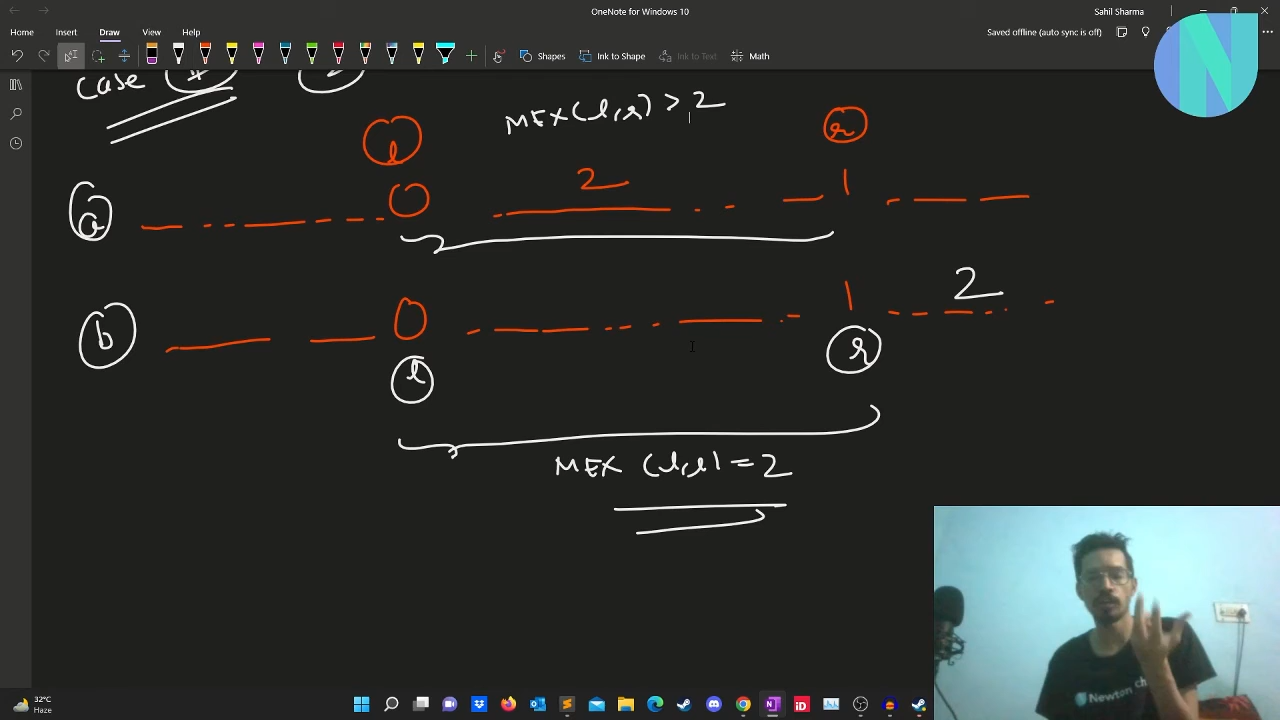 OneNote for Windows 10
Sahil Sharma
Home Insert Draw View Help
Saved offline (auto sync is off)
Shapes Ink to Shape Ink to Text Math
case
MEX(l,r) > 2
l r
a 0 2 1
b 0 1 2
l r
MEX (l,r) = 2
Newton
32°C
Haze